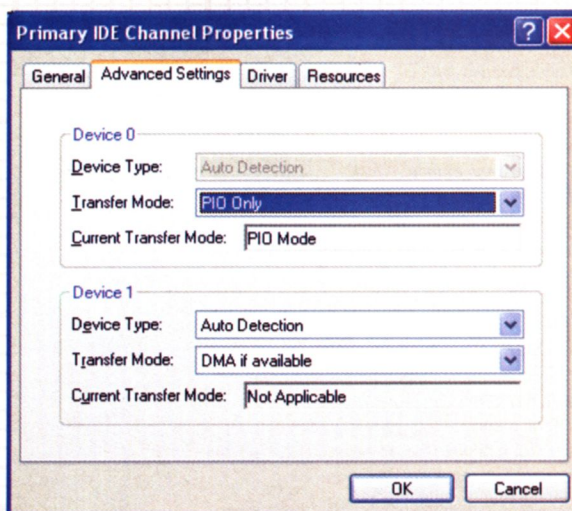 Primary IDE Channel Properties
General Advanced Settings Driver Resources
Device 0
Device Type: Auto Detection
Transfer Mode: PIO Only
Current Transfer Mode: PIO Mode
Device 1
Device Type: Auto Detection
Transfer Mode: DMA if available
Current Transfer Mode: Not Applicable
OK Cancel